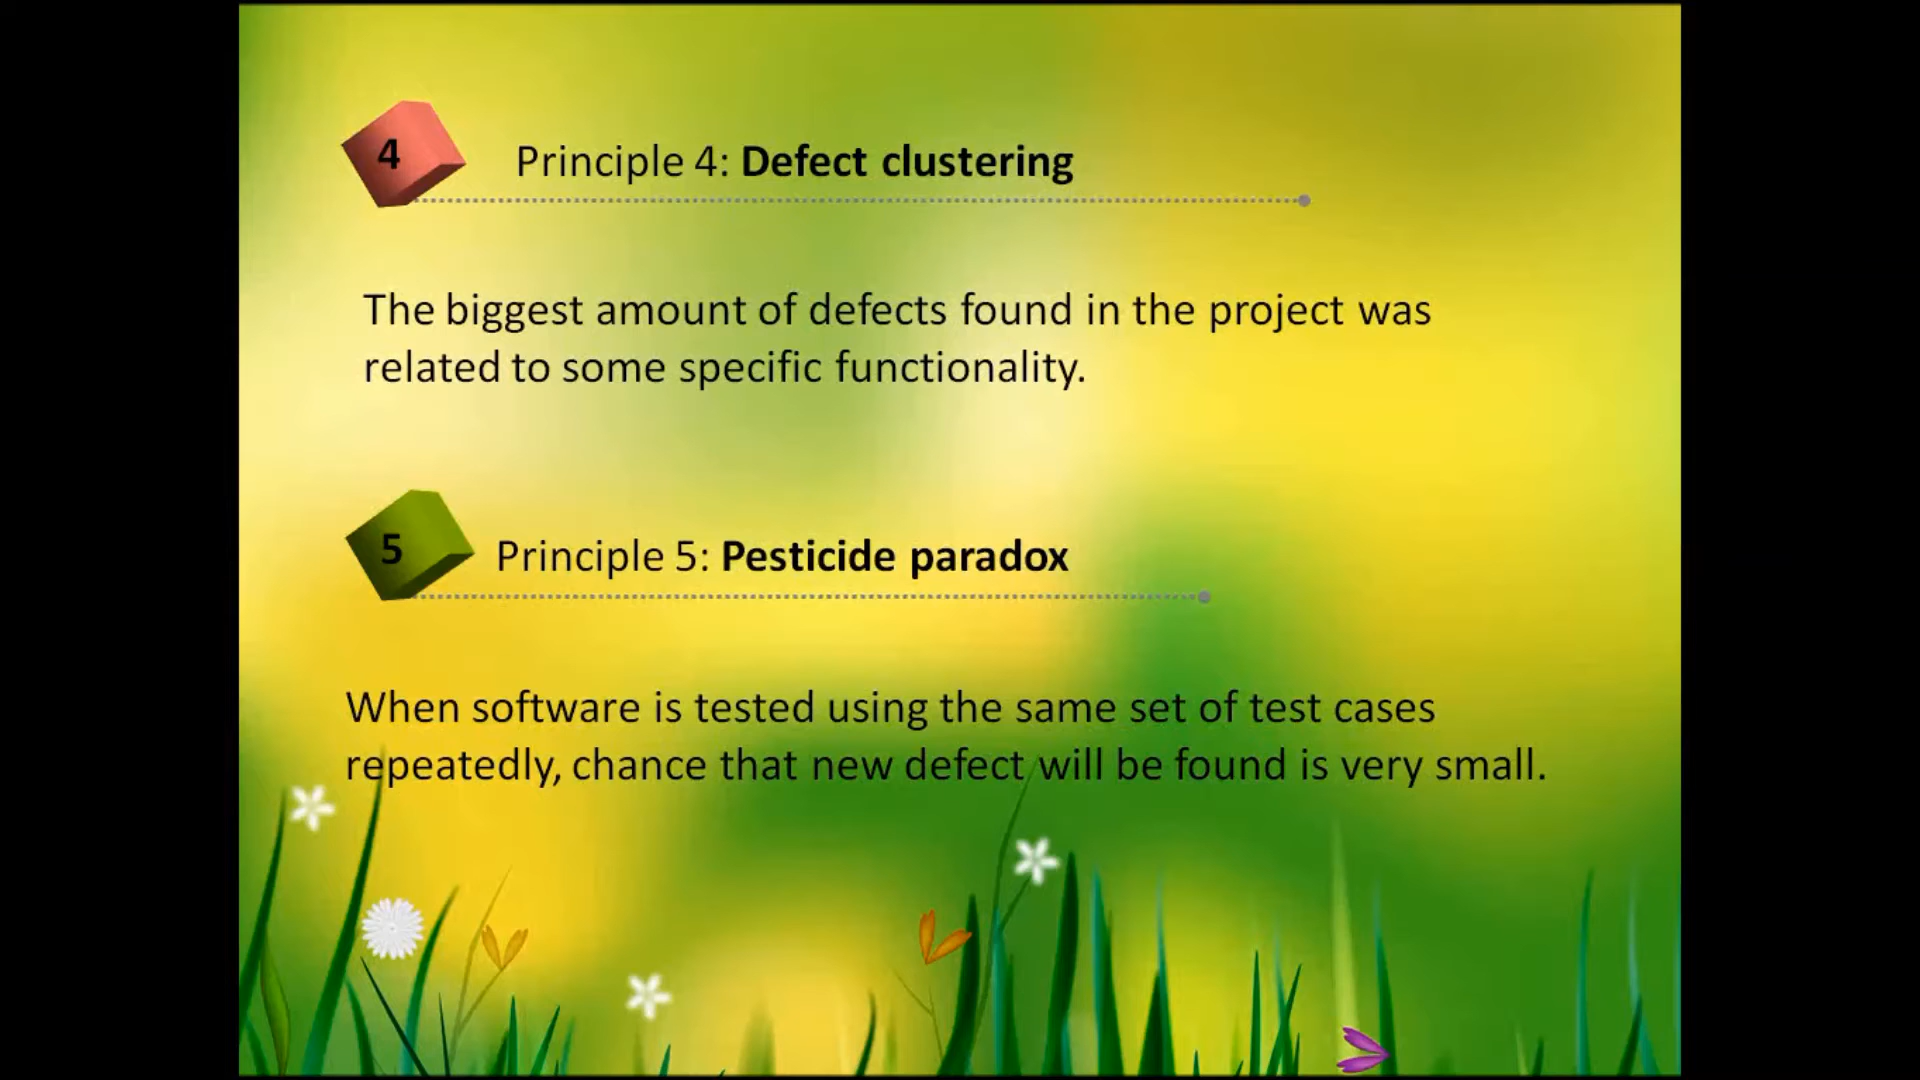 4
Principle 4: Defect clustering
The biggest amount of defects found in the project was
related to some specific functionality.
5
Principle 5: Pesticide paradox
When software is tested using the same set of test cases
repeatedly, chance that new defect will be found is very small.